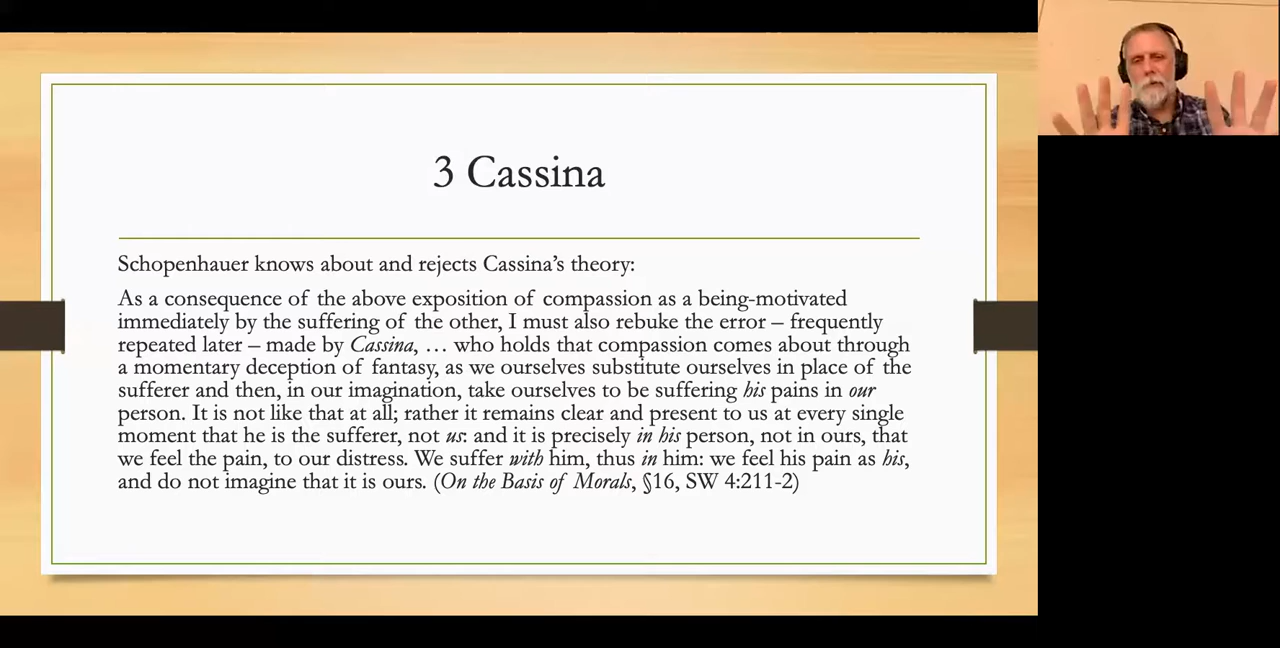 3 Cassina
Schopenhauer knows about and rejects Cassina’s theory:
As a consequence of the above exposition of compassion as a being-motivated
immediately by the suffering of the other, I must also rebuke the error – frequently
repeated later – made by Cassina, … who holds that compassion comes about through
a momentary deception of fantasy, as we ourselves substitute ourselves in place of the
sufferer and then, in our imagination, take ourselves to be suffering his pains in our
person. It is not like that at all; rather it remains clear and present to us at every single
moment that he is the sufferer, not us: and it is precisely in his person, not in ours, that
we feel the pain, to our distress. We suffer with him, thus in him: we feel his pain as his,
and do not imagine that it is ours. (On the Basis of Morals, §16, SW 4:211-2)